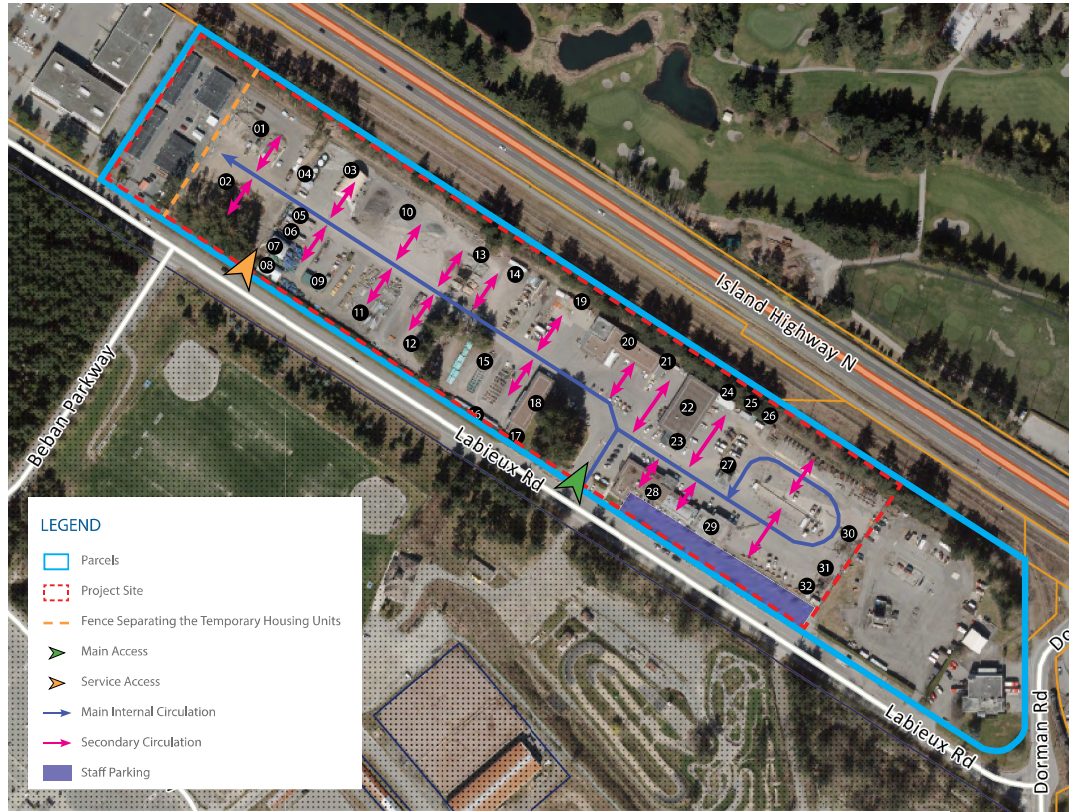 01
02
03
04
05
06
07
08
09
10
11
12
13
14
15
16
17
18
19
20
21
22
23
24
25
26
27
28
29
30
31
32
Island Highway N
Beban Parkway
Labieux Rd
Labieux Rd
Dorman Rd
Do
LEGEND
Parcels
Project Site
Fence Separating the Temporary Housing Units
Main Access
Service Access
Main Internal Circulation
Secondary Circulation
Staff Parking